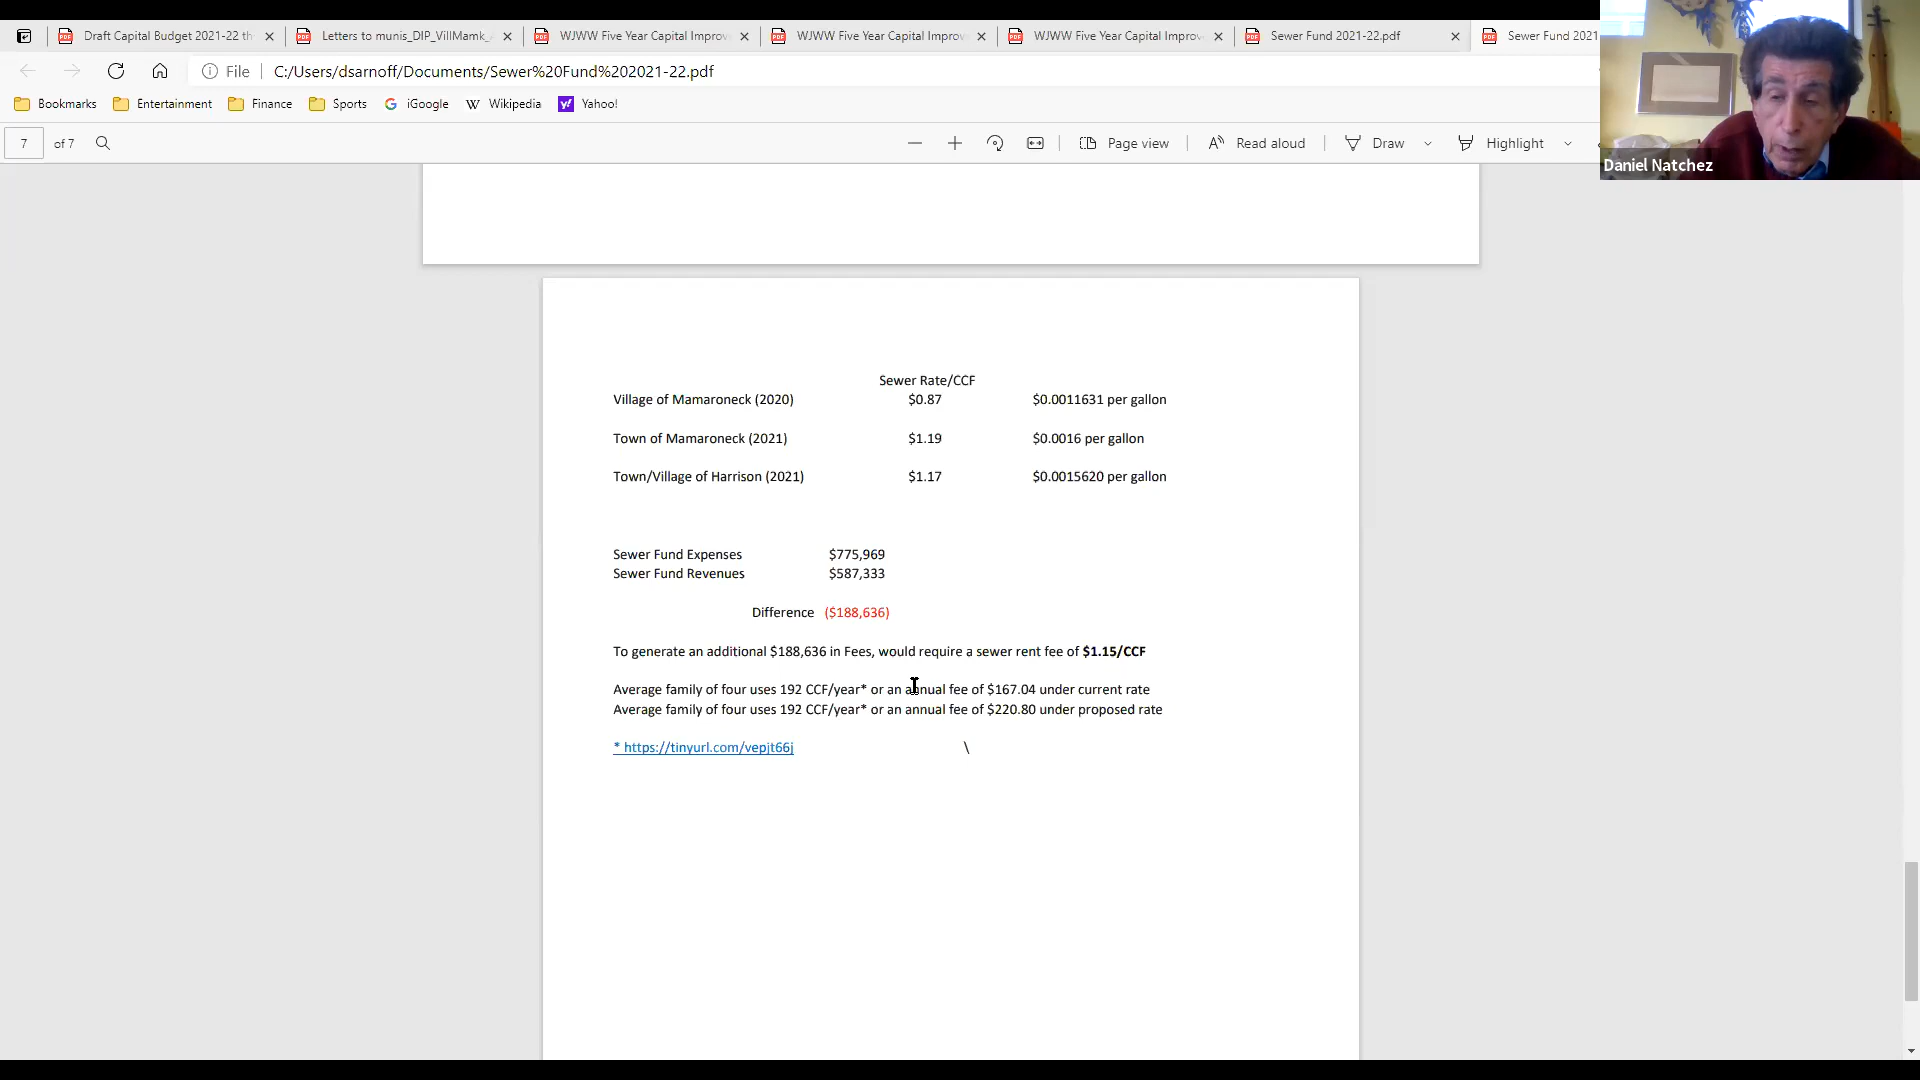 Draft Capital Budget 2021-22 th
Letters to munis_DIP_VillMamk_
WJWW Five Year Capital Improv
WJWW Five Year Capital Improv
WJWW Five Year Capital Improv
Sewer Fund 2021-22.pdf
Sewer Fund 2021
File
C:/Users/dsarnoff/Documents/Sewer%20Fund%202021-22.pdf
Bookmarks
Entertainment
Finance
Sports
iGoogle
Wikipedia
Yahoo!
7 of 7
Page view
Read aloud
Draw
Highlight
Daniel Natchez
Sewer Rate/CCF
Village of Mamaroneck (2020) $0.87 $0.0011631 per gallon
Town of Mamaroneck (2021) $1.19 $0.0016 per gallon
Town/Village of Harrison (2021) $1.17 $0.0015620 per gallon
Sewer Fund Expenses $775,969
Sewer Fund Revenues $587,333
Difference ($188,636)
To generate an additional $188,636 in Fees, would require a sewer rent fee of $1.15/CCF
Average family of four uses 192 CCF/year* or an annual fee of $167.04 under current rate
Average family of four uses 192 CCF/year* or an annual fee of $220.80 under proposed rate
* https://tinyurl.com/vepjt66j \